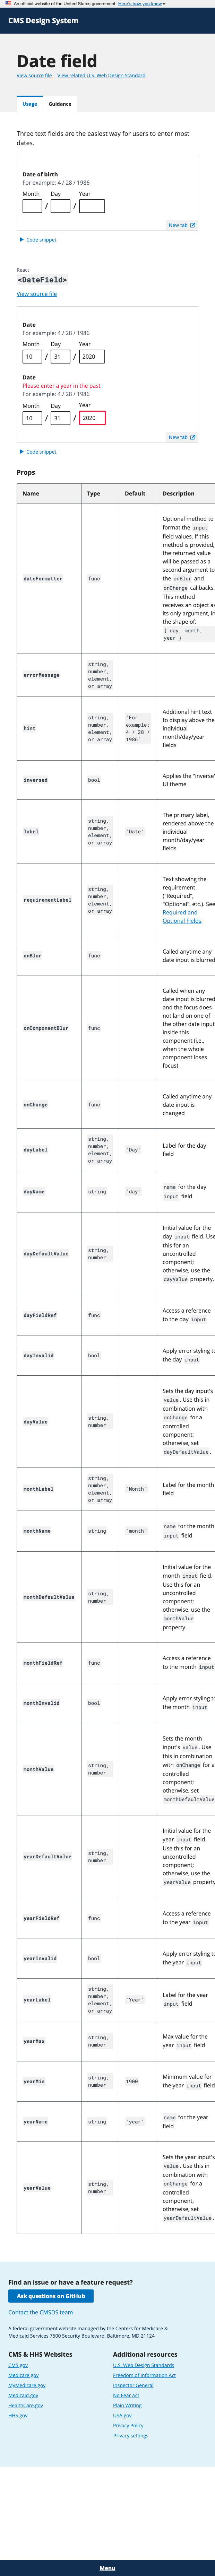 An official website of the United States government Here's how you know
CMS Design System
Date field
View source file View related U.S. Web Design Standard
Usage Guidance
Three text fields are the easiest way for users to enter most
dates.
Date of birth
For example: 4 / 28 / 1986
Month Day Year
/ /
New tab
Code snippet
React
<DateField>
View source file
Date
For example: 4 / 28 / 1986
Month Day Year
10 / 31 / 2020
Date
Please enter a year in the past
For example: 4 / 28 / 1986
Month Day Year
10 / 31 / 2020
New tab
Code snippet
Props
Name Type Default Description
dateFormatter func
Optional method to
format the input
field values. If this
method is provided,
the returned value
will be passed as a
second argument to
the onBlur and
onChange callbacks.
This method
receives an object as
its only argument, in
the shape of:
{ day, month,
year }
errorMessage
string,
number,
element,
or array
hint
string,
number,
element,
or array
'For
example:
4 / 28 /
1986'
Additional hint text
to display above the
individual
month/day/year
fields
inversed bool
Applies the "inverse"
UI theme
label
string,
number,
element,
or array
'Date'
The primary label,
rendered above the
individual
month/day/year
fields
requirementLabel
string,
number,
element,
or array
Text showing the
requirement
("Required",
"Optional", etc.). See
Required and
Optional Fields.
onBlur func
Called anytime any
date input is blurred
onComponentBlur func
Called when any
date input is blurred
and the focus does
not land on one of
the other date inputs
inside this
component (i.e.,
when the whole
component loses
focus)
onChange func
Called anytime any
date input is
changed
dayLabel
string,
number,
element,
or array
'Day'
Label for the day
field
dayName string 'day'
name for the day
input field
dayDefaultValue
string,
number
Initial value for the
day input field. Use
this for an
uncontrolled
component;
otherwise, use the
dayValue property.
dayFieldRef func
Access a reference
to the day input
dayInvalid bool
Apply error styling to
the day input
dayValue
string,
number
Sets the day input's
value. Use this in
combination with
onChange for a
controlled
component;
otherwise, set
dayDefaultValue.
monthLabel
string,
number,
element,
or array
'Month'
Label for the month
field
monthName string 'month'
name for the month
input field
monthDefaultValue
string,
number
Initial value for the
month input field.
Use this for an
uncontrolled
component;
otherwise, use the
monthValue
property.
monthFieldRef func
Access a reference
to the month input
monthInvalid bool
Apply error styling to
the month input
monthValue
string,
number
Sets the month
input's value. Use
this in combination
with onChange for a
controlled
component;
otherwise, set
monthDefaultValue
yearDefaultValue
string,
number
Initial value for the
year input field.
Use this for an
uncontrolled
component;
otherwise, use the
yearValue property
yearFieldRef func
Access a reference
to the year input
yearInvalid bool
Apply error styling to
the year input
yearLabel
string,
number,
element,
or array
'Year'
Label for the year
input field
yearMax
string,
number
Max value for the
year input field
yearMin
string,
number
1900
Minimum value for
the year input field
yearName string 'year'
name for the year
field
yearValue
string,
number
Sets the year input's
value. Use this in
combination with
onChange for a
controlled
component;
otherwise, set
yearDefaultValue.
Find an issue or have a feature request?
Ask questions on GitHub
Contact the CMSDS team
A federal government website managed by the Centers for Medicare &
Medicaid Services 7500 Security Boulevard, Baltimore, MD 21124
CMS & HHS Websites
CMS.gov
Medicare.gov
MyMedicare.gov
Medicaid.gov
HealthCare.gov
HHS.gov
Additional resources
U.S. Web Design Standards
Freedom of Information Act
Inspector General
No Fear Act
Plain Writing
USA.gov
Privacy Policy
Privacy settings
Menu